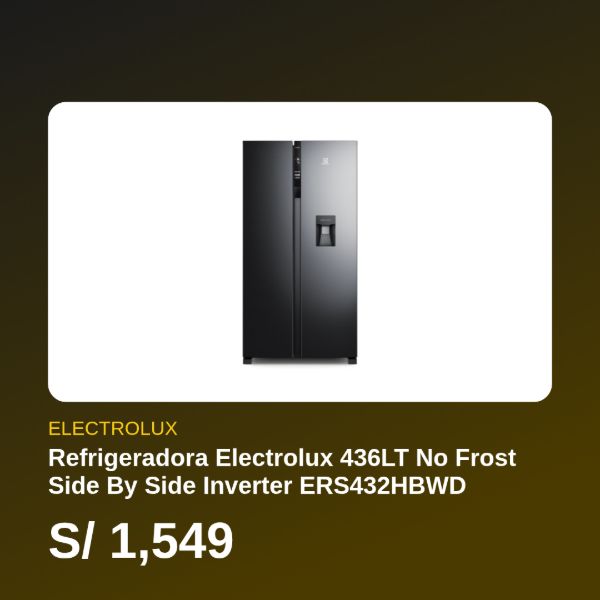 ELECTROLUX
Refrigeradora Electrolux 436LT No Frost
Side By Side Inverter ERS432HBWD
S/ 1,549